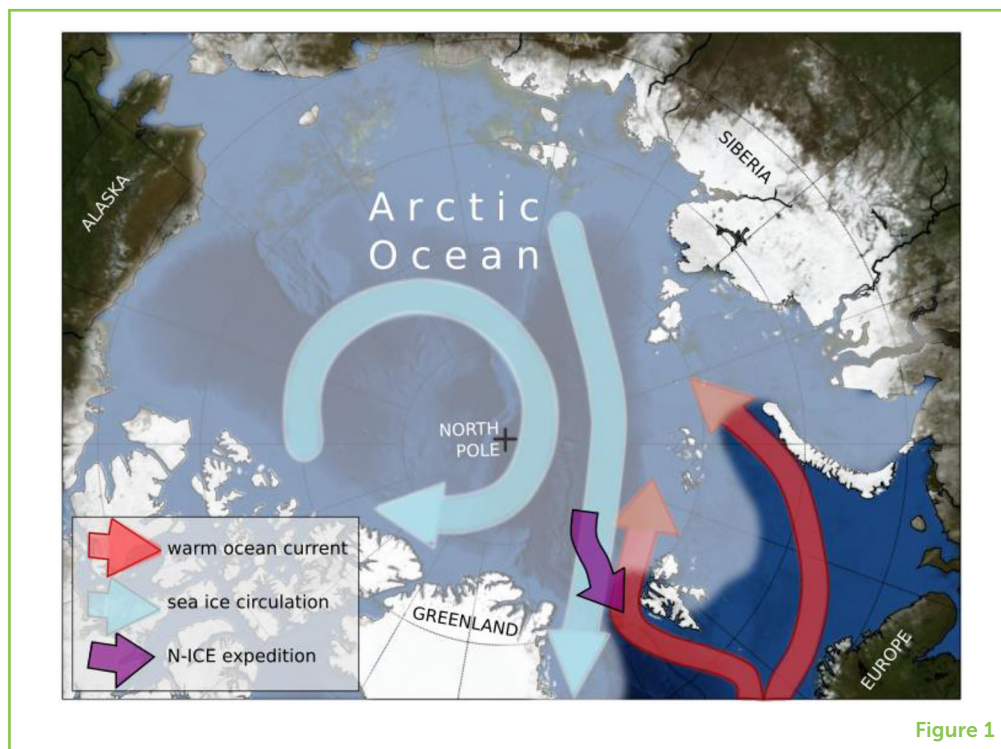 ALASKA
SIBERIA
Arctic
Ocean
NORTH
POLE
warm ocean current
sea ice circulation
N-ICE expedition
GREENLAND
EUROPE
Figure 1